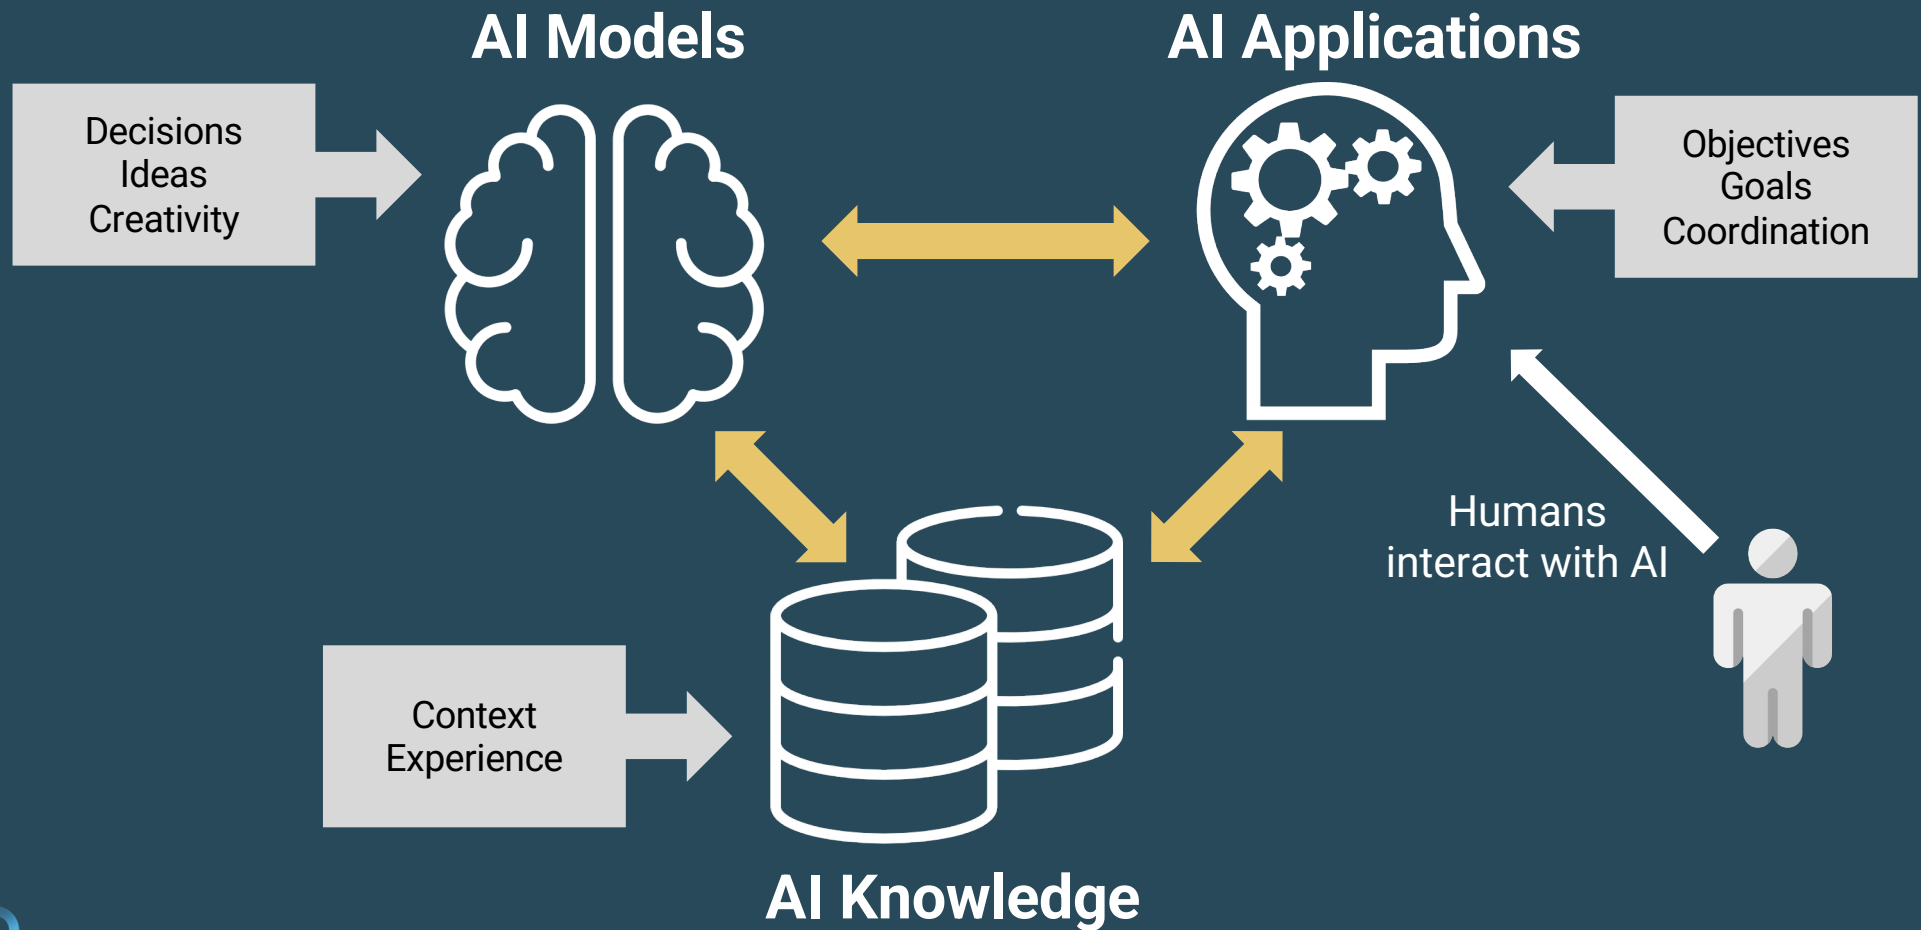 AI Models
AI Applications
Decisions
Ideas
Creativity
Objectives
Goals
Coordination
Humans
interact with AI
Context
Experience
AI Knowledge